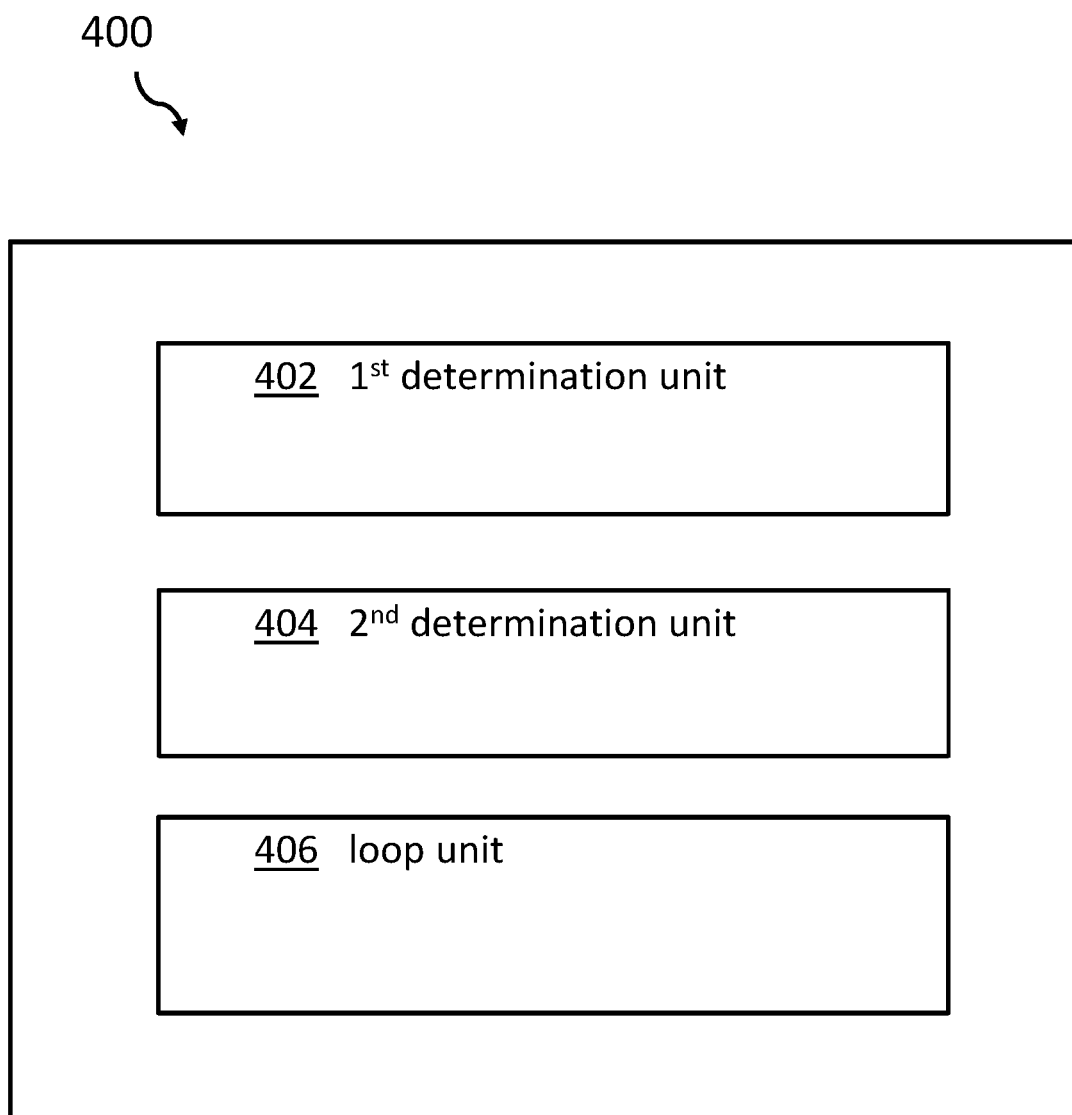 400
402 1st determination unit
404 2nd determination unit
406 loop unit